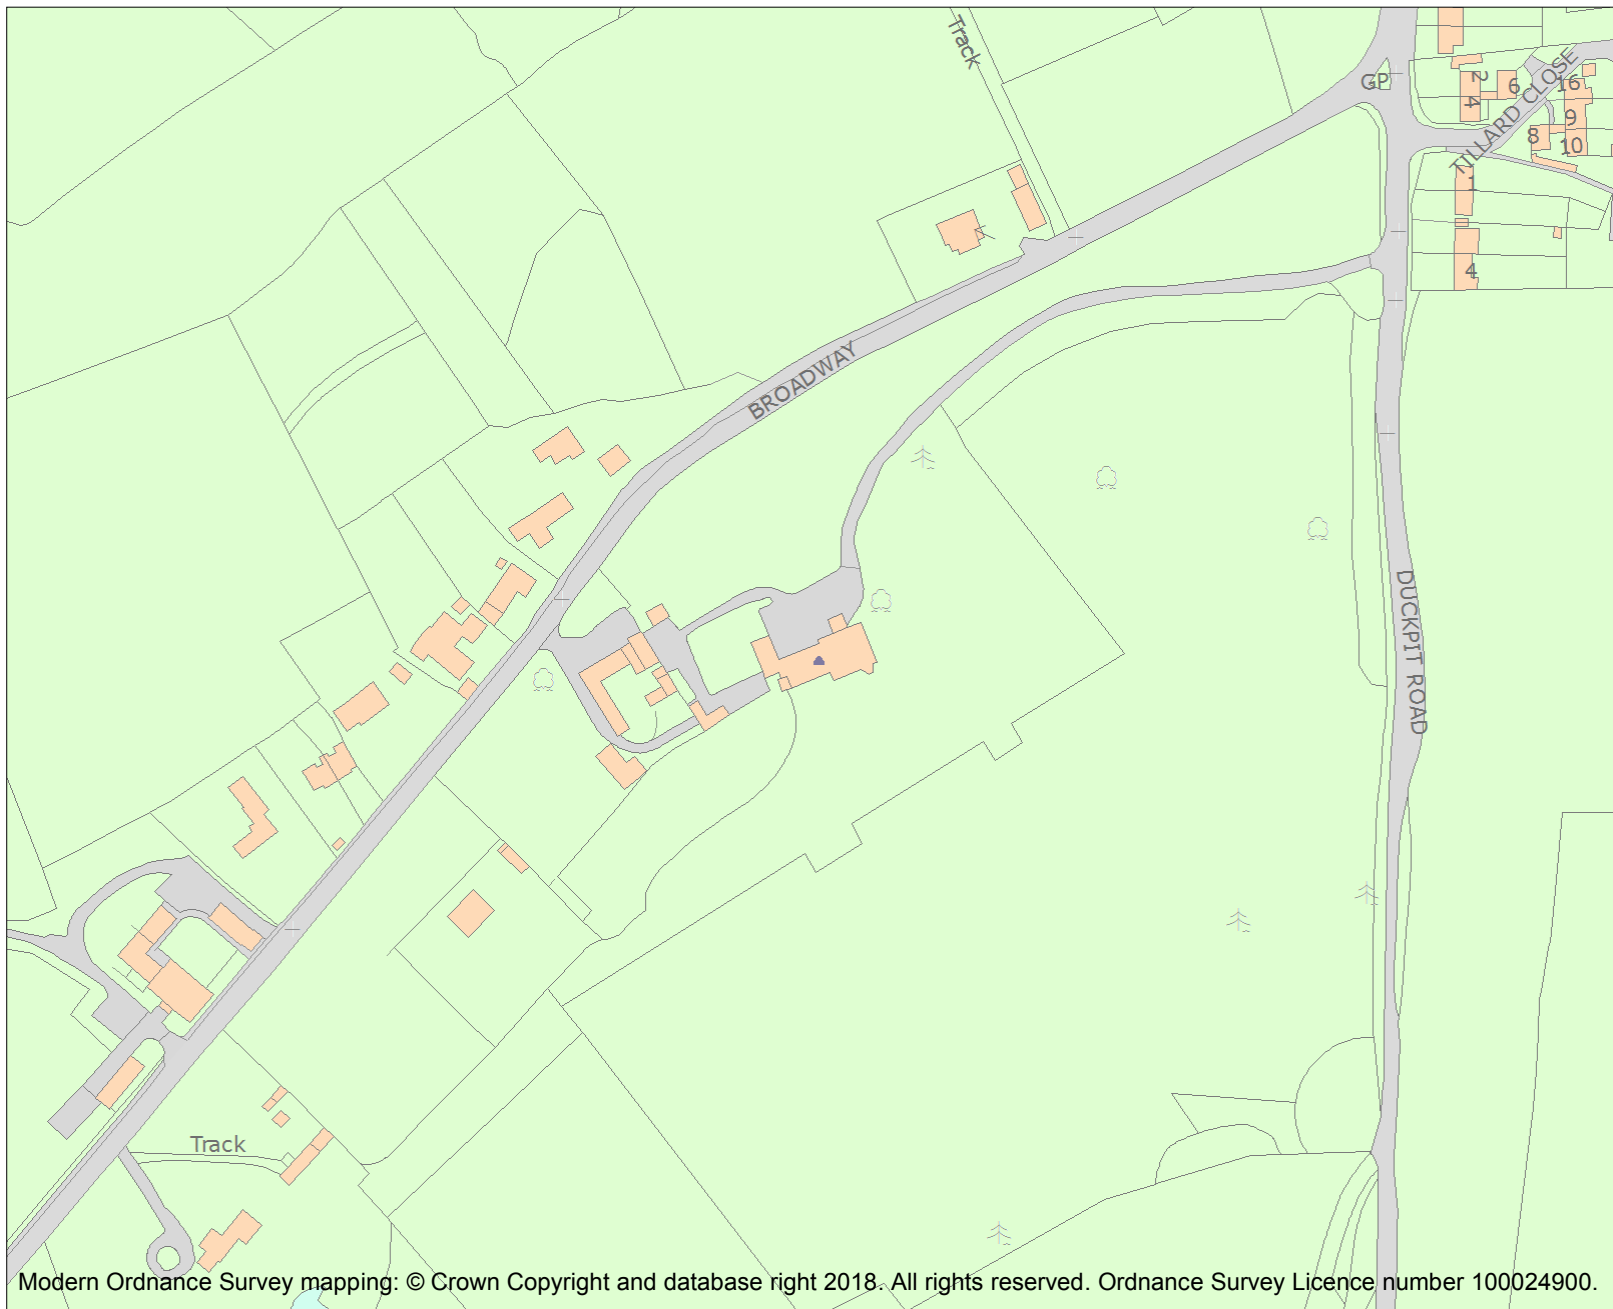 Track
GP
TILLARD CLOSE
2
4
6
16
9
8
10
1
4
BROADWAY
DUCKPIT ROAD
Track
Modern Ordnance Survey mapping: © Crown Copyright and database right 2018. All rights reserved. Ordnance Survey Licence number 100024900.